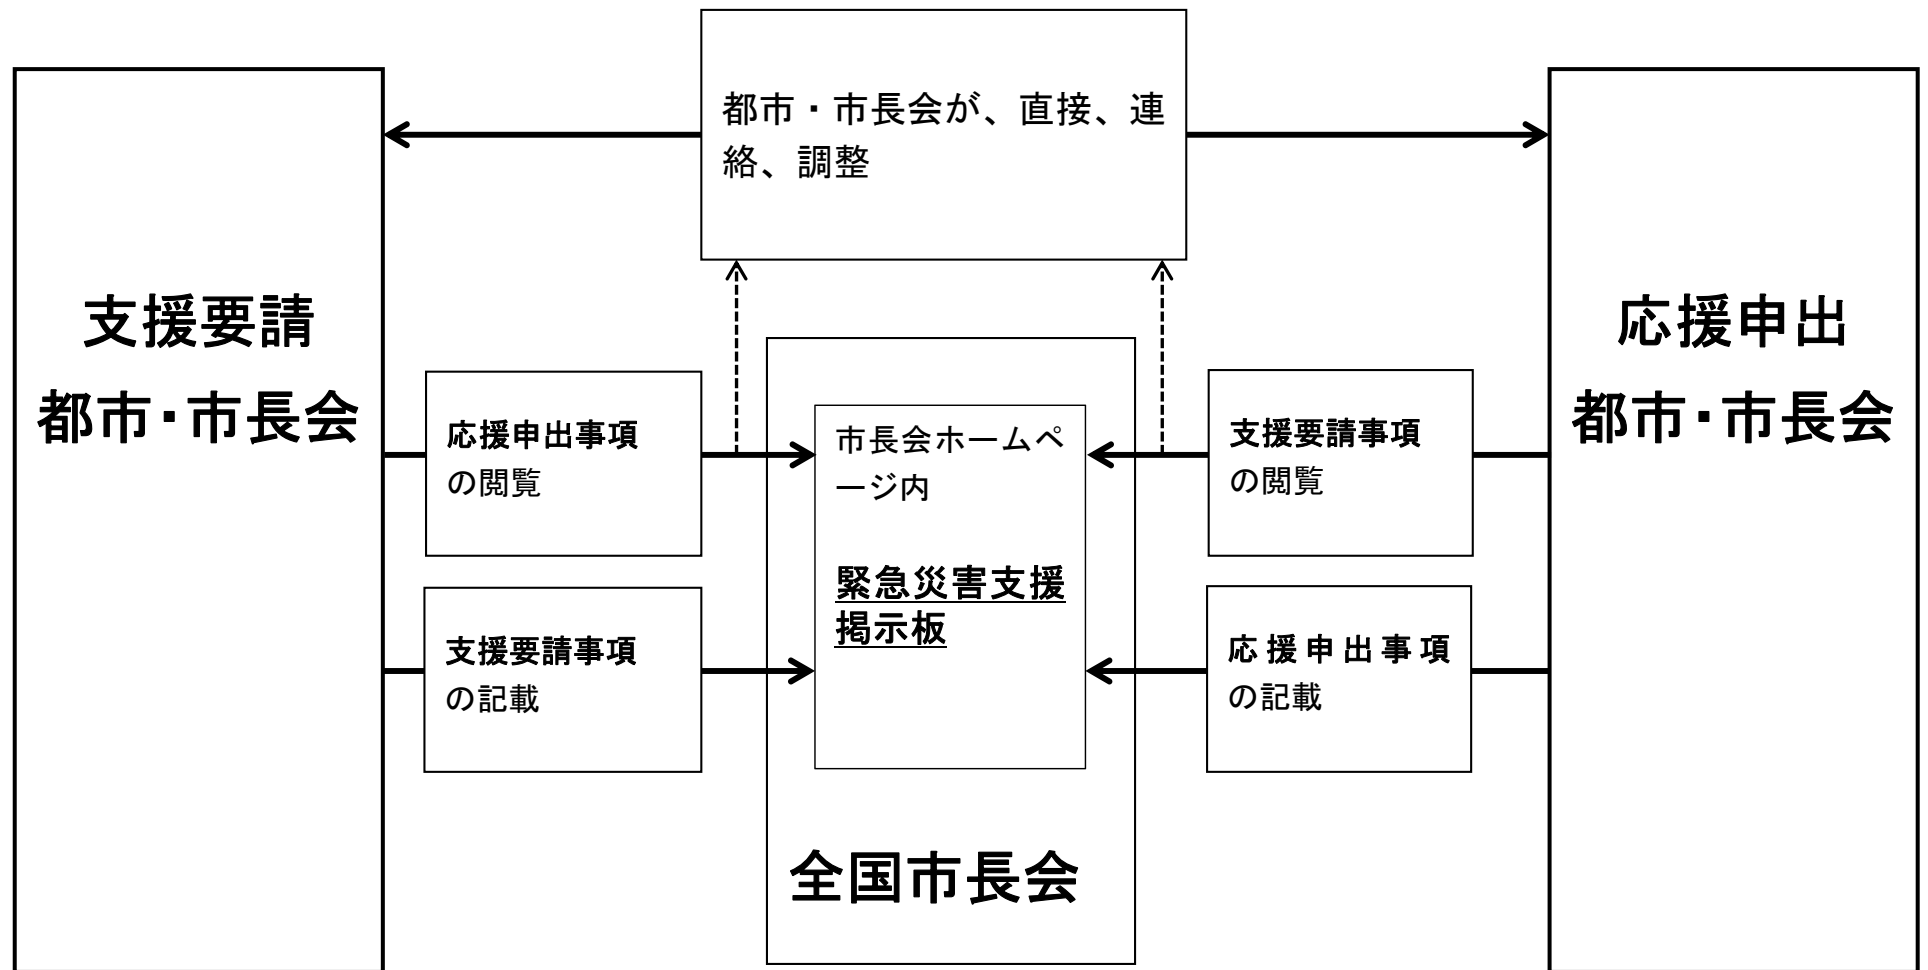 都市・市長会が、直接、連
絡、調整
支援要請
都市・市長会
応援申出事項
の閲覧
支援要請事項
の記載
市長会ホームペ
ージ内
緊急災害支援
掲示板
全国市長会
支援要請事項
の閲覧
応援申出事項
の記載
応援申出
都市・市長会